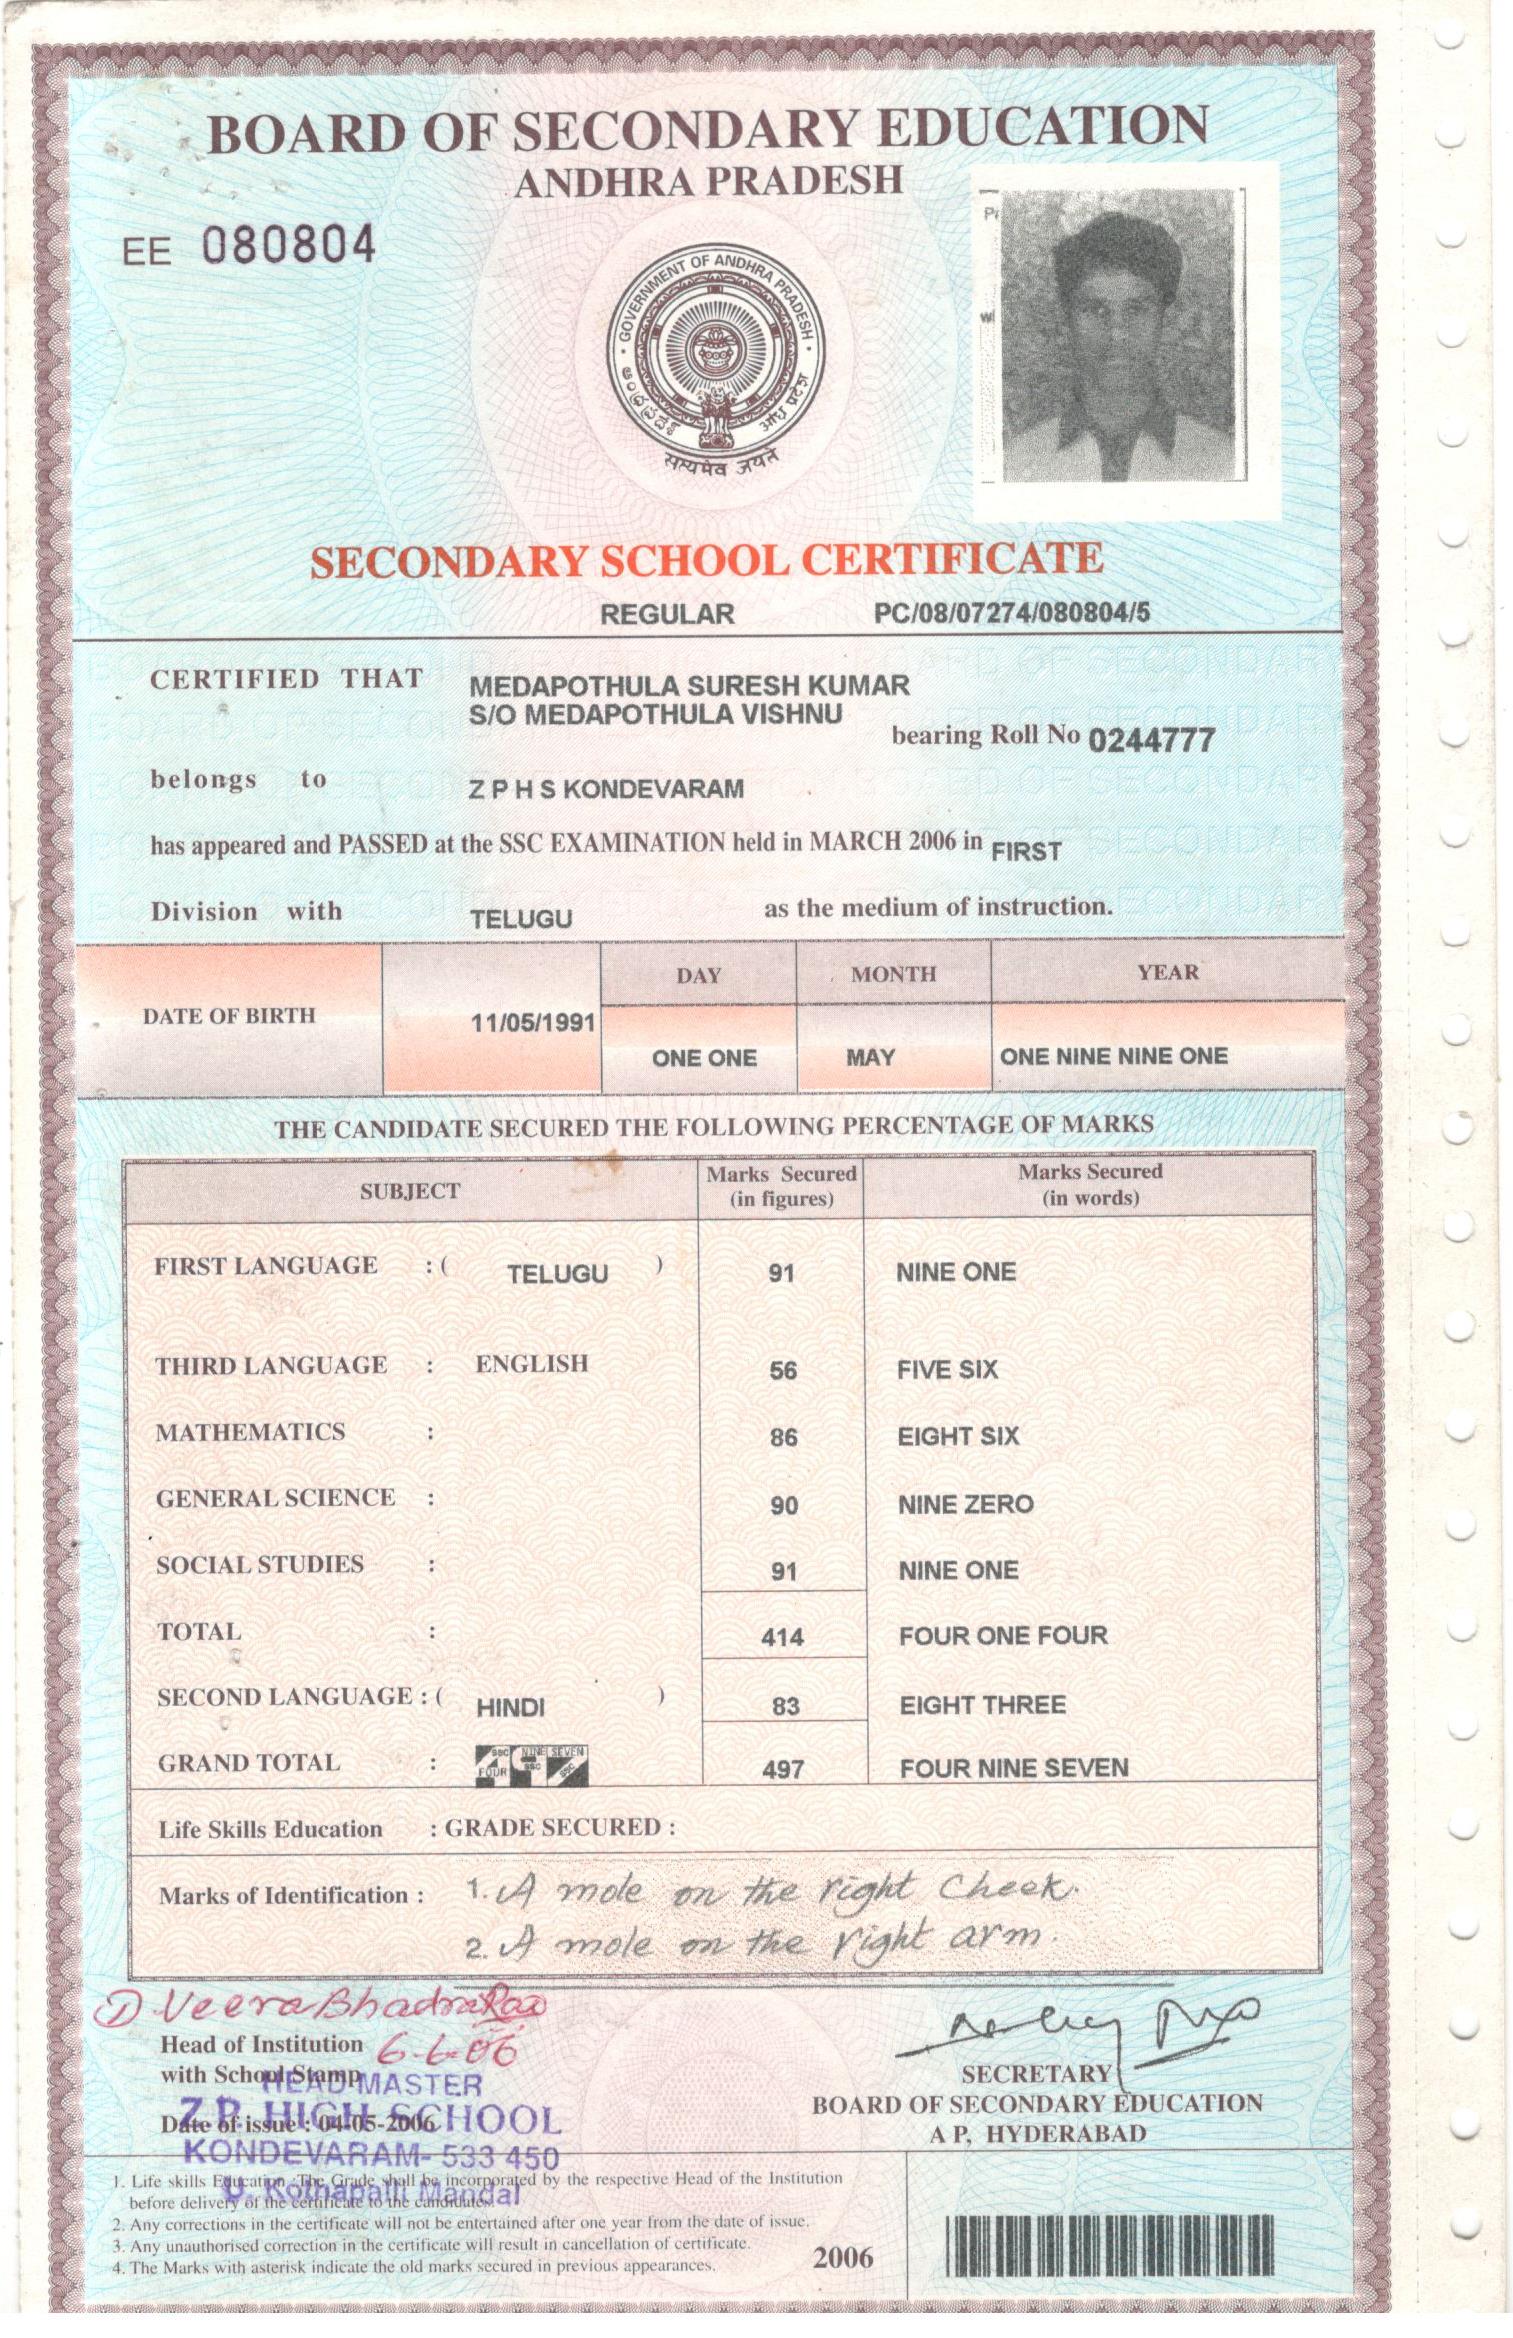 BOARD OF SECONDARY EDUCATION
ANDHRA PRADESH
EE 080804
GOVERNMENT OF ANDHRA PRADESH
ఆంధ్రప్రదేశ్
आंध्र प्रदेश
सत्यमेव जयते
SECONDARY SCHOOL CERTIFICATE
REGULAR PC/08/07274/080804/5
CERTIFIED THAT MEDAPOTHULA SURESH KUMAR
S/O MEDAPOTHULA VISHNU
bearing Roll No 0244777
belongs to Z P H S KONDEVARAM
has appeared and PASSED at the SSC EXAMINATION held in MARCH 2006 in FIRST
Division with TELUGU as the medium of instruction.
DAY MONTH YEAR
DATE OF BIRTH 11/05/1991
ONE ONE MAY ONE NINE NINE ONE
THE CANDIDATE SECURED THE FOLLOWING PERCENTAGE OF MARKS
SUBJECT Marks Secured (in figures) Marks Secured (in words)
FIRST LANGUAGE : ( TELUGU ) 91 NINE ONE
THIRD LANGUAGE : ENGLISH 56 FIVE SIX
MATHEMATICS : 86 EIGHT SIX
GENERAL SCIENCE : 90 NINE ZERO
SOCIAL STUDIES : 91 NINE ONE
TOTAL : 414 FOUR ONE FOUR
SECOND LANGUAGE : ( HINDI ) 83 EIGHT THREE
GRAND TOTAL : SSC FOUR NINE SSC SEVEN SSC 497 FOUR NINE SEVEN
Life Skills Education : GRADE SECURED :
Marks of Identification : 1. A mole on the right Cheek.
2. A mole on the right arm.
D. VeeraBhadraRao
Head of Institution 6-6-06
with School Stamp
HEAD MASTER
Z.P. HIGH SCHOOL
Date of issue : 04-05-2006
KONDEVARAM- 533 450
U. Kothapalli Mandal
SECRETARY
BOARD OF SECONDARY EDUCATION
A P, HYDERABAD
1. Life skills Education :The Grade shall be incorporated by the respective Head of the Institution
before delivery of the certificate to the candidates.
2. Any corrections in the certificate will not be entertained after one year from the date of issue.
3. Any unauthorised correction in the certificate will result in cancellation of certificate.
4. The Marks with asterisk indicate the old marks secured in previous appearances.
2006